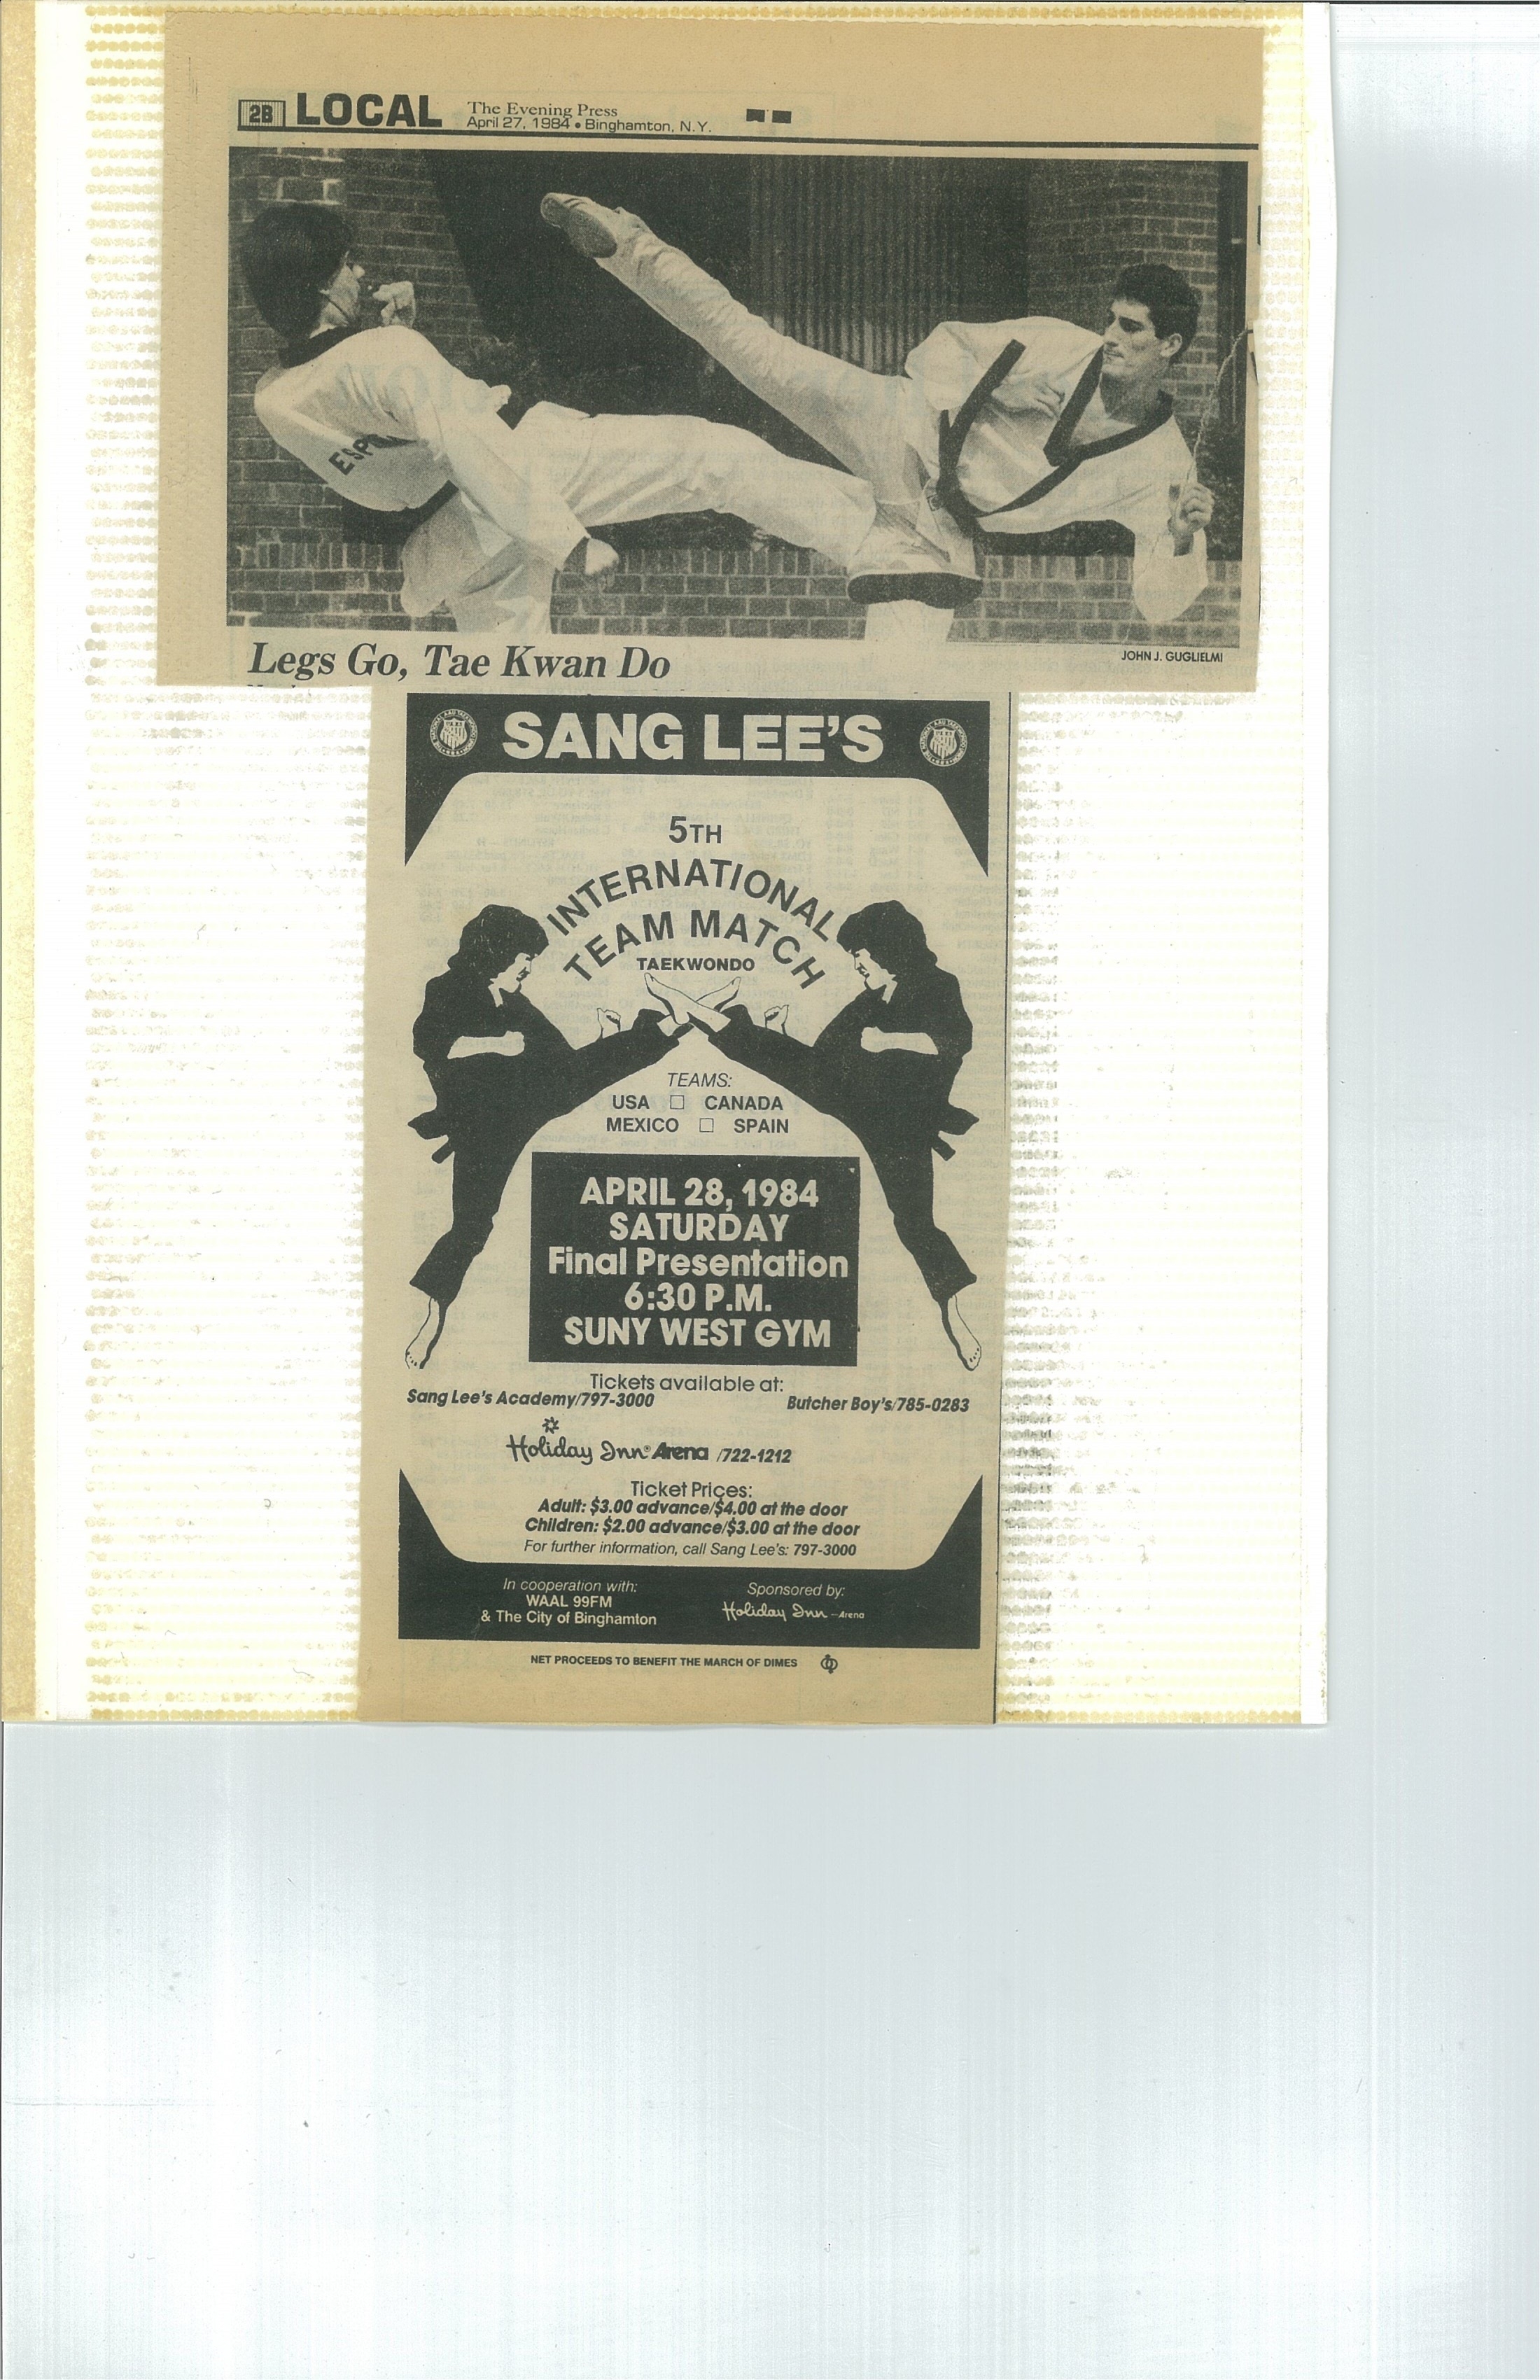 2B LOCAL
The Evening Press
April 27, 1984 • Binghamton, N.Y.
ESP
Legs Go, Tae Kwan Do
JOHN J. GUGLIELMI
SANG LEE'S
5TH
INTERNATIONAL
TEAM MATCH
TAEKWONDO
TEAMS:
USA □ CANADA
MEXICO □ SPAIN
APRIL 28, 1984
SATURDAY
Final Presentation
6:30 P.M.
SUNY WEST GYM
Tickets available at:
Sang Lee's Academy/797-3000 Butcher Boy's/785-0283
Holiday Inn® Arena /722-1212
Ticket Prices:
Adult: $3.00 advance/$4.00 at the door
Children: $2.00 advance/$3.00 at the door
For further information, call Sang Lee's: 797-3000
In cooperation with:
WAAL 99FM
& The City of Binghamton
Sponsored by:
Holiday Inn — Arena
NET PROCEEDS TO BENEFIT THE MARCH OF DIMES